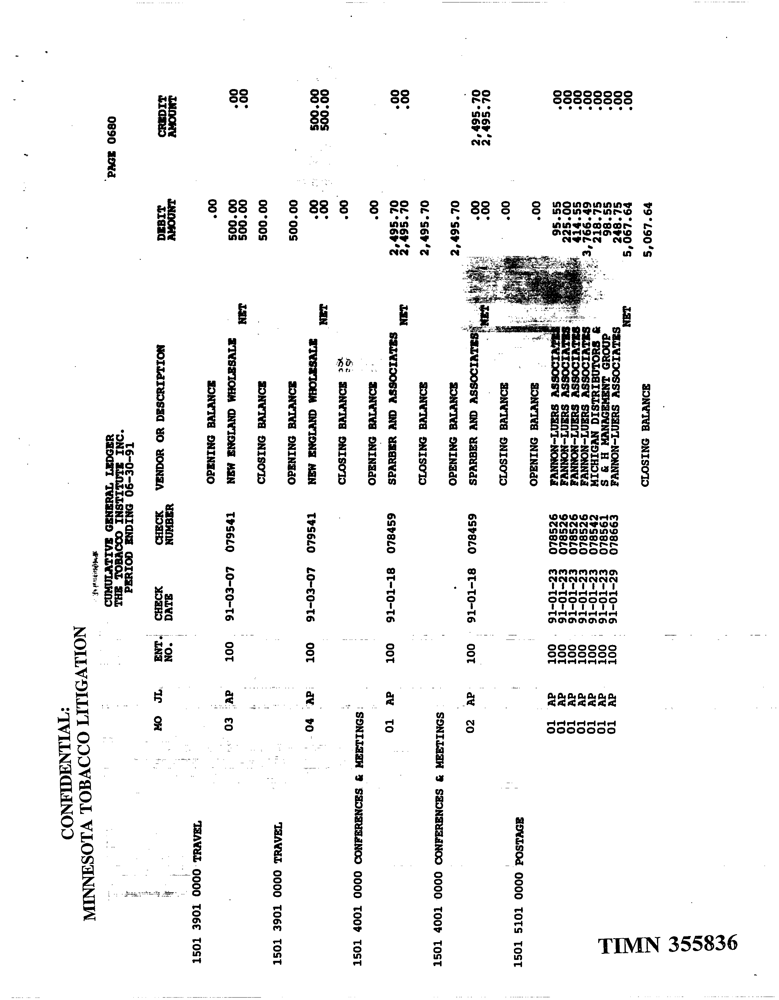 CONFIDENTIAL:
MINNESOTA TOBACCO LITIGATION
CUMULATIVE GENERAL LEDGER PAGE 0680
THE TOBACCO INSTITUTE INC.
PERIOD ENDING 06-30-91
MO JL ENT. NO. CHECK DATE CHECK NUMBER VENDOR OR DESCRIPTION DEBIT AMOUNT CREDIT AMOUNT
1501 3901 0000 TRAVEL
OPENING BALANCE .00
03 AP 100 91-03-07 079541 NEW ENGLAND WHOLESALE 500.00 .00
NET 500.00 .00
CLOSING BALANCE 500.00
1501 3901 0000 TRAVEL
OPENING BALANCE 500.00
04 AP 100 91-03-07 079541 NEW ENGLAND WHOLESALE .00 500.00
NET .00 500.00
CLOSING BALANCE .00
1501 4001 0000 CONFERENCES & MEETINGS
OPENING BALANCE .00
01 AP 100 91-01-18 078459 SPARBER AND ASSOCIATES 2,495.70 .00
NET 2,495.70 .00
CLOSING BALANCE 2,495.70
1501 4001 0000 CONFERENCES & MEETINGS
OPENING BALANCE 2,495.70
02 AP 100 91-01-18 078459 SPARBER AND ASSOCIATES .00 2,495.70
NET .00 2,495.70
CLOSING BALANCE .00
1501 5101 0000 POSTAGE
OPENING BALANCE .00
01 AP 100 91-01-23 078526 FANNON-LUERS ASSOCIATES 95.55 .00
01 AP 100 91-01-23 078526 FANNON-LUERS ASSOCIATES 225.00 .00
01 AP 100 91-01-23 078526 FANNON-LUERS ASSOCIATES 414.55 .00
01 AP 100 91-01-23 078526 FANNON-LUERS ASSOCIATES 3,766.49 .00
01 AP 100 91-01-23 078542 MICHIGAN DISTRIBUTORS & 218.75 .00
01 AP 100 91-01-23 078561 S & H MANAGEMENT GROUP 98.55 .00
01 AP 100 91-01-29 078663 FANNON-LUERS ASSOCIATES 248.75 .00
NET 5,067.64 .00
CLOSING BALANCE 5,067.64
TIMN 355836